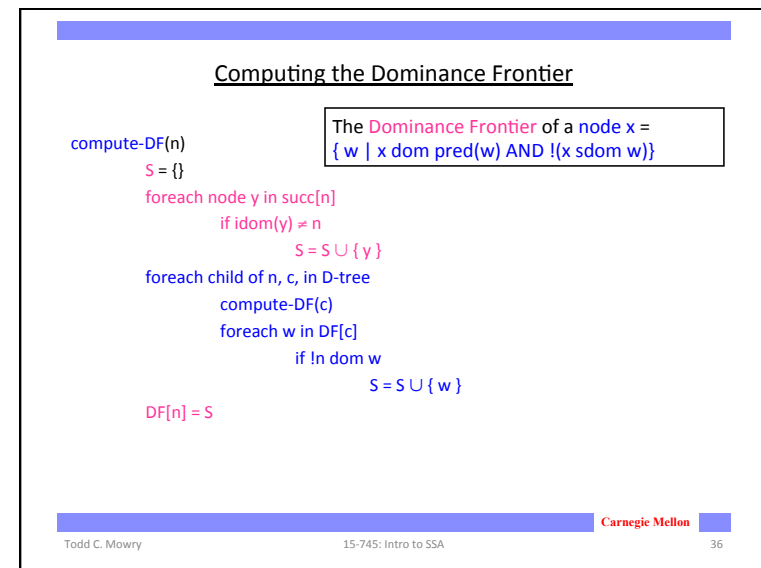 Computing the Dominance Frontier
The Dominance Frontier of a node x =
{ w | x dom pred(w) AND !(x sdom w)}
compute-DF(n)
S = {}
foreach node y in succ[n]
if idom(y) ≠ n
S = S ∪ { y }
foreach child of n, c, in D-tree
compute-DF(c)
foreach w in DF[c]
if !n dom w
S = S ∪ { w }
DF[n] = S
Carnegie Mellon
Todd C. Mowry 15-745: Intro to SSA 36